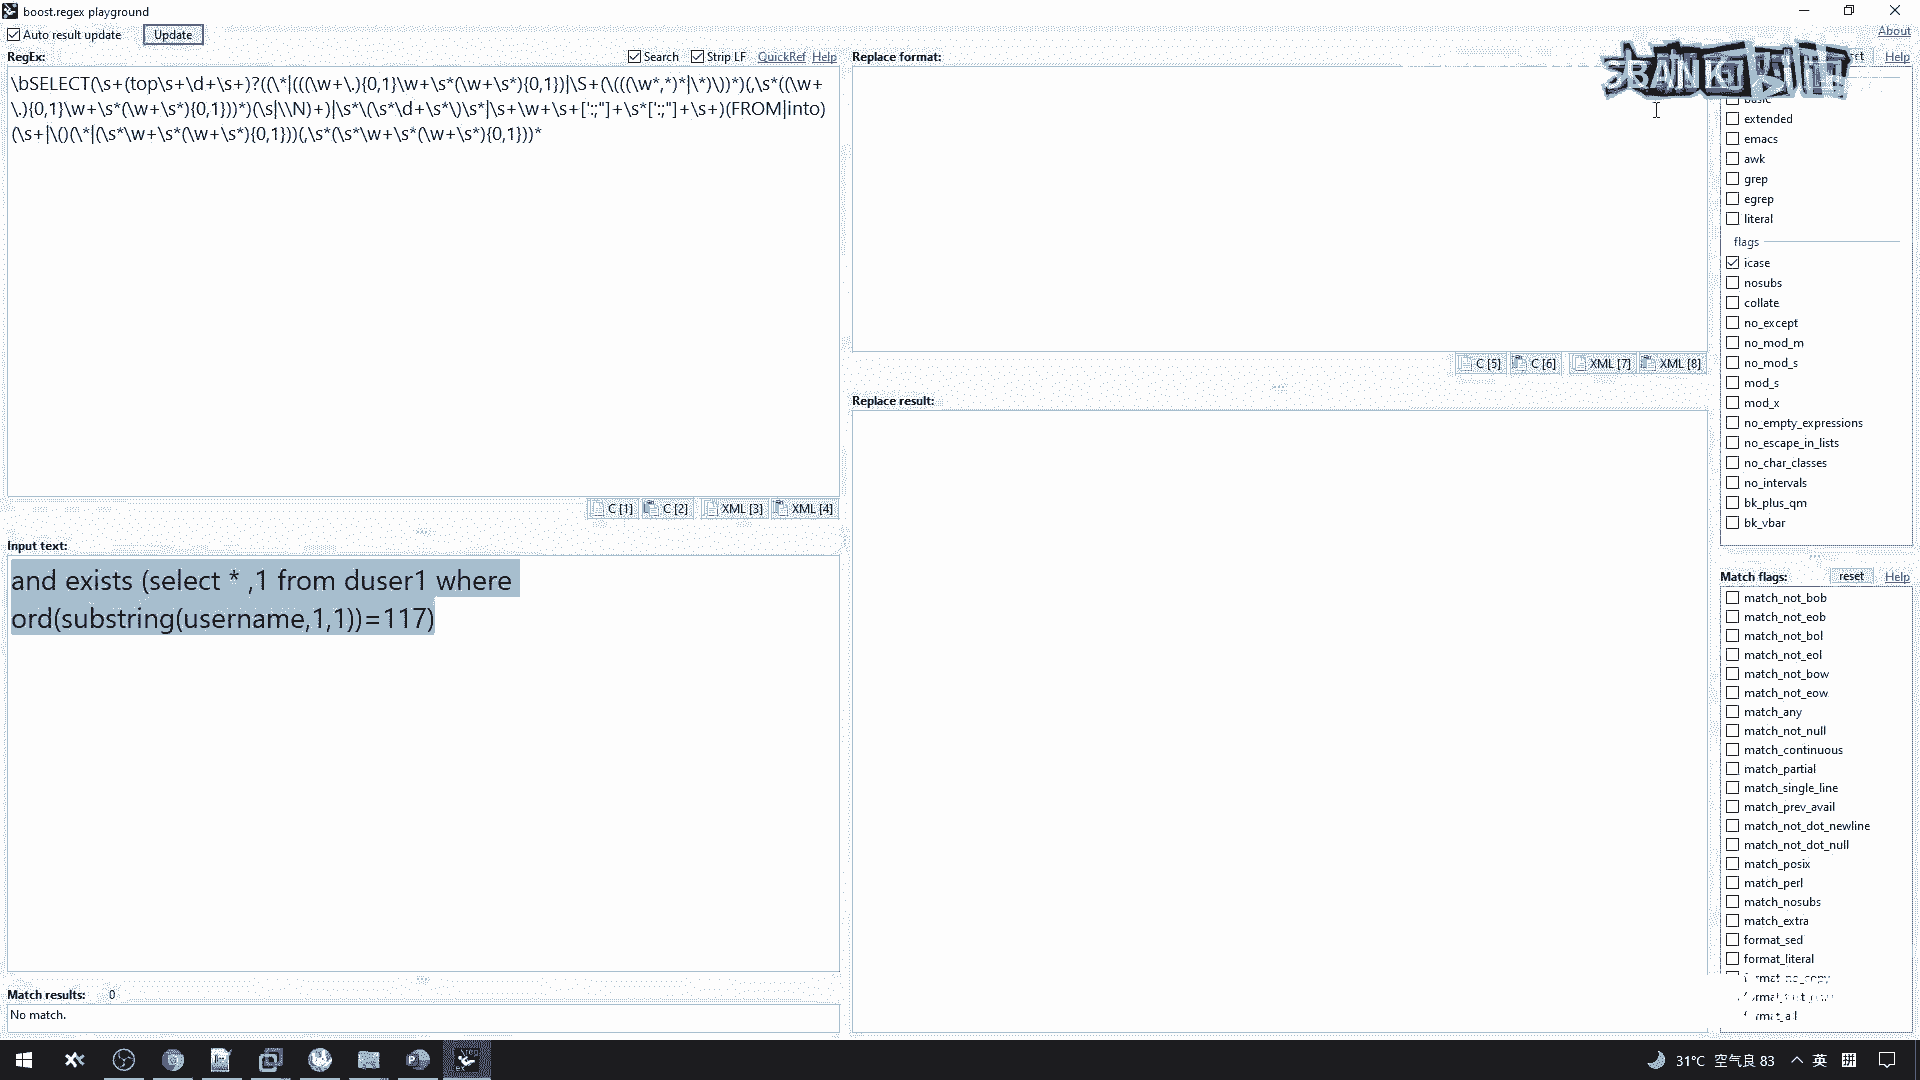 boost.regex playground
Auto result update
Update
About
RegEx:
Search
Strip LF
QuickRef
Help
\bSELECT(\s+(top\s+\d+\s+)?((\*|(((\w+\.){0,1}\w+\s*(\w+\s*){0,1})|\S+(\(((\w*,*)*|\*)\))*)(,\s*((\w+
\.){0,1}\w+\s*(\w+\s*){0,1}))*)(\s|\\N)+)|\s*\(\s*\d+\s*\)\s*|\s+\w+\s+[':;"]+\s*[':;"]+\s+)(FROM|into)
(\s+|\()(\*|(\s*\w+\s*(\w+\s*){0,1}))(,\s*(\s*\w+\s*(\w+\s*){0,1}))*
C [1]
C [2]
XML [3]
XML [4]
Input text:
and exists (select * ,1 from duser1 where
ord(substring(username,1,1))=117)
Match results: 0
No match.
Replace format:
C [5]
C [6]
XML [7]
XML [8]
Replace result:
Help
basic
extended
emacs
awk
grep
egrep
literal
flags
icase
nosubs
collate
no_except
no_mod_m
no_mod_s
mod_s
mod_x
no_empty_expressions
no_escape_in_lists
no_char_classes
no_intervals
bk_plus_qm
bk_vbar
Match flags:
reset
Help
match_not_bob
match_not_eob
match_not_bol
match_not_eol
match_not_bow
match_not_eow
match_any
match_not_null
match_continuous
match_partial
match_single_line
match_prev_avail
match_not_dot_newline
match_not_dot_null
match_posix
match_perl
match_nosubs
match_extra
format_sed
format_literal
format_no_copy
31°C 空气良 83
英